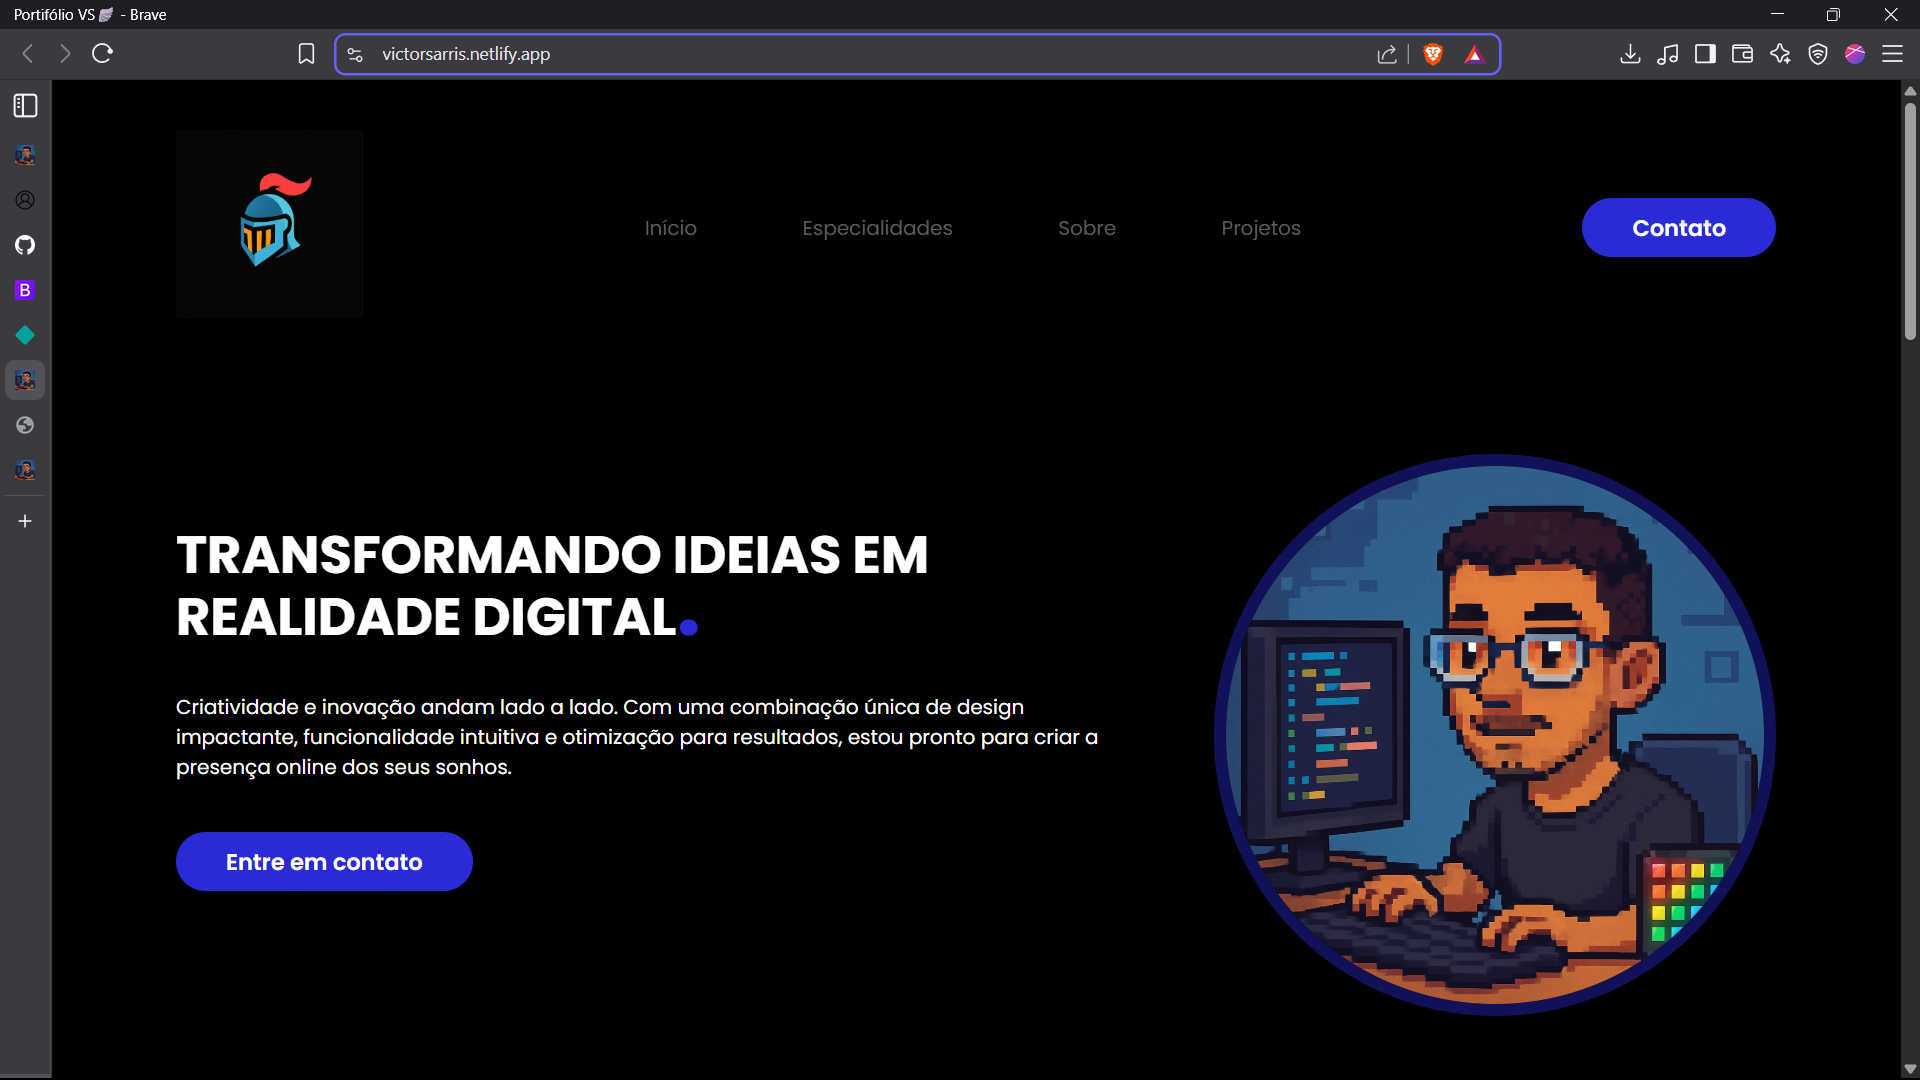 Portifólio VS - Brave
victorsarris.netlify.app
B
Início Especialidades Sobre Projetos Contato
TRANSFORMANDO IDEIAS EM
REALIDADE DIGITAL.
Criatividade e inovação andam lado a lado. Com uma combinação única de design
impactante, funcionalidade intuitiva e otimização para resultados, estou pronto para criar a
presença online dos seus sonhos.
Entre em contato